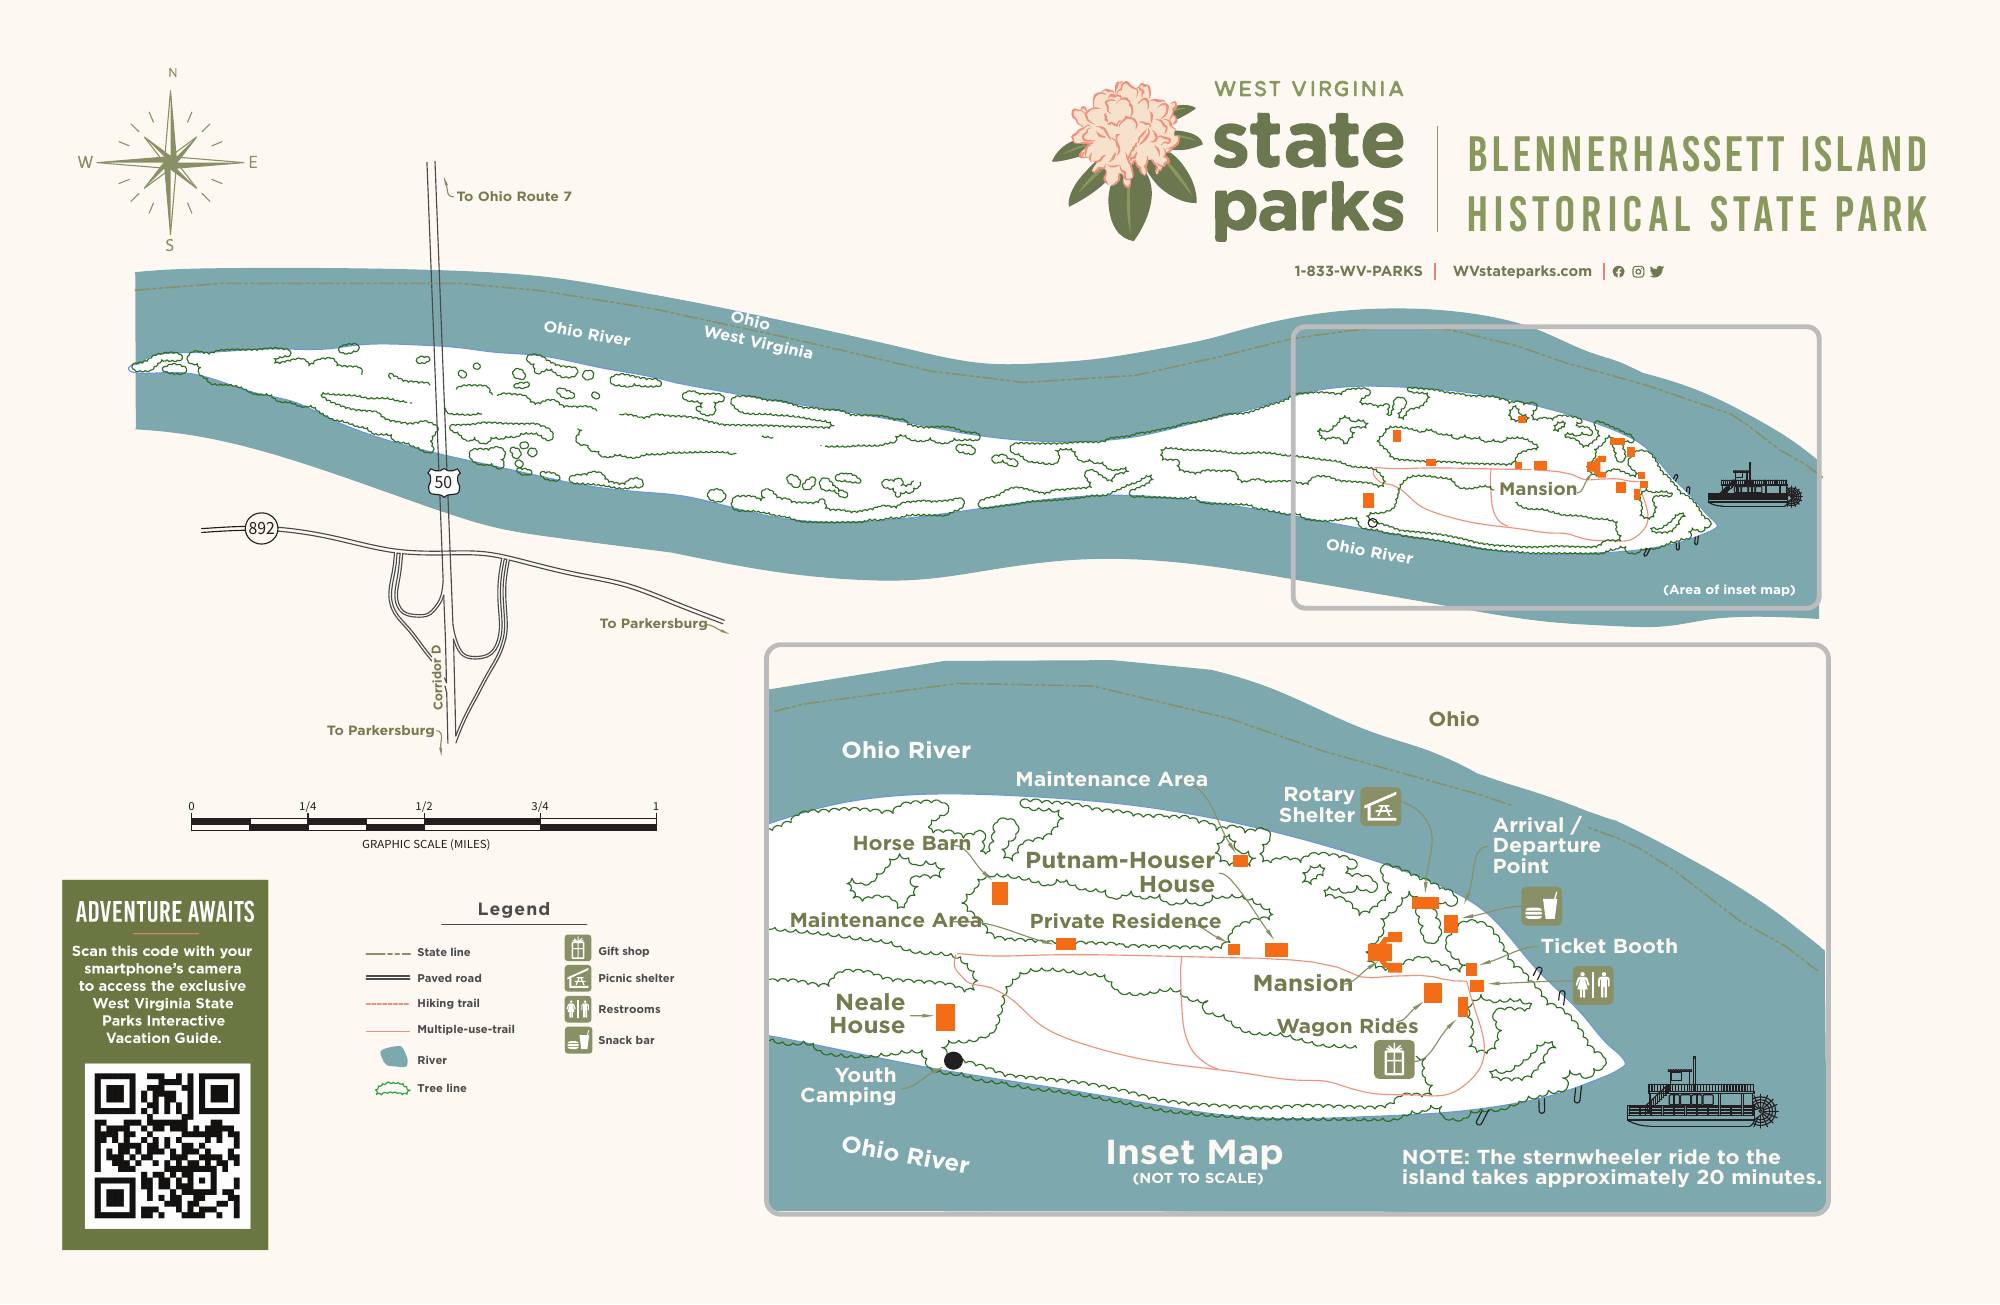 N
W
E
S
To Ohio Route 7
WEST VIRGINIA
state
parks
BLENNERHASSETT ISLAND
HISTORICAL STATE PARK
1-833-WV-PARKS
WVstateparks.com
Ohio River
Ohio
West Virginia
50
892
Mansion
Ohio River
(Area of inset map)
To Parkersburg
Corridor D
To Parkersburg
0
1/4
1/2
3/4
1
GRAPHIC SCALE (MILES)
ADVENTURE AWAITS
Scan this code with your
smartphone's camera
to access the exclusive
West Virginia State
Parks Interactive
Vacation Guide.
Legend
State line
Paved road
Hiking trail
Multiple-use-trail
River
Tree line
Gift shop
Picnic shelter
Restrooms
Snack bar
Ohio
Ohio River
Maintenance Area
Rotary
Shelter
Arrival /
Departure
Point
Horse Barn
Putnam-Houser
House
Maintenance Area
Private Residence
Ticket Booth
Mansion
Neale
House
Wagon Rides
Youth
Camping
Ohio River
Inset Map
(NOT TO SCALE)
NOTE: The sternwheeler ride to the
island takes approximately 20 minutes.